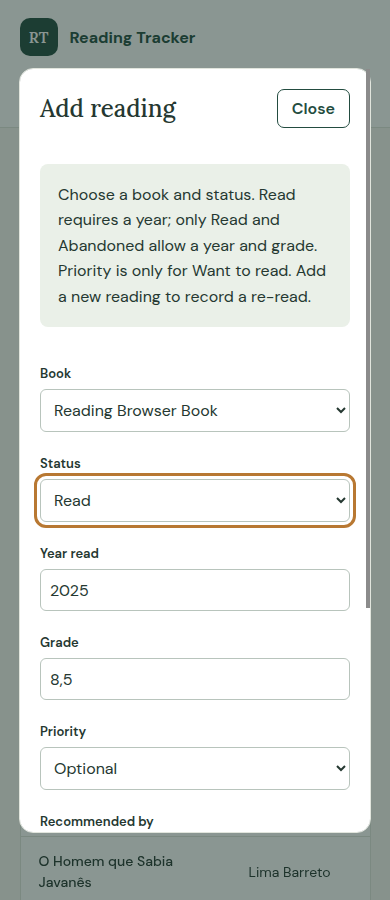 RT Reading Tracker
Add reading
Close
Choose a book and status. Read
requires a year; only Read and
Abandoned allow a year and grade.
Priority is only for Want to read. Add
a new reading to record a re-read.
Book
Reading Browser Book
Status
Read
Year read
2025
Grade
8,5
Priority
Optional
Recommended by
O Homem que Sabia
Javanês
Lima Barreto